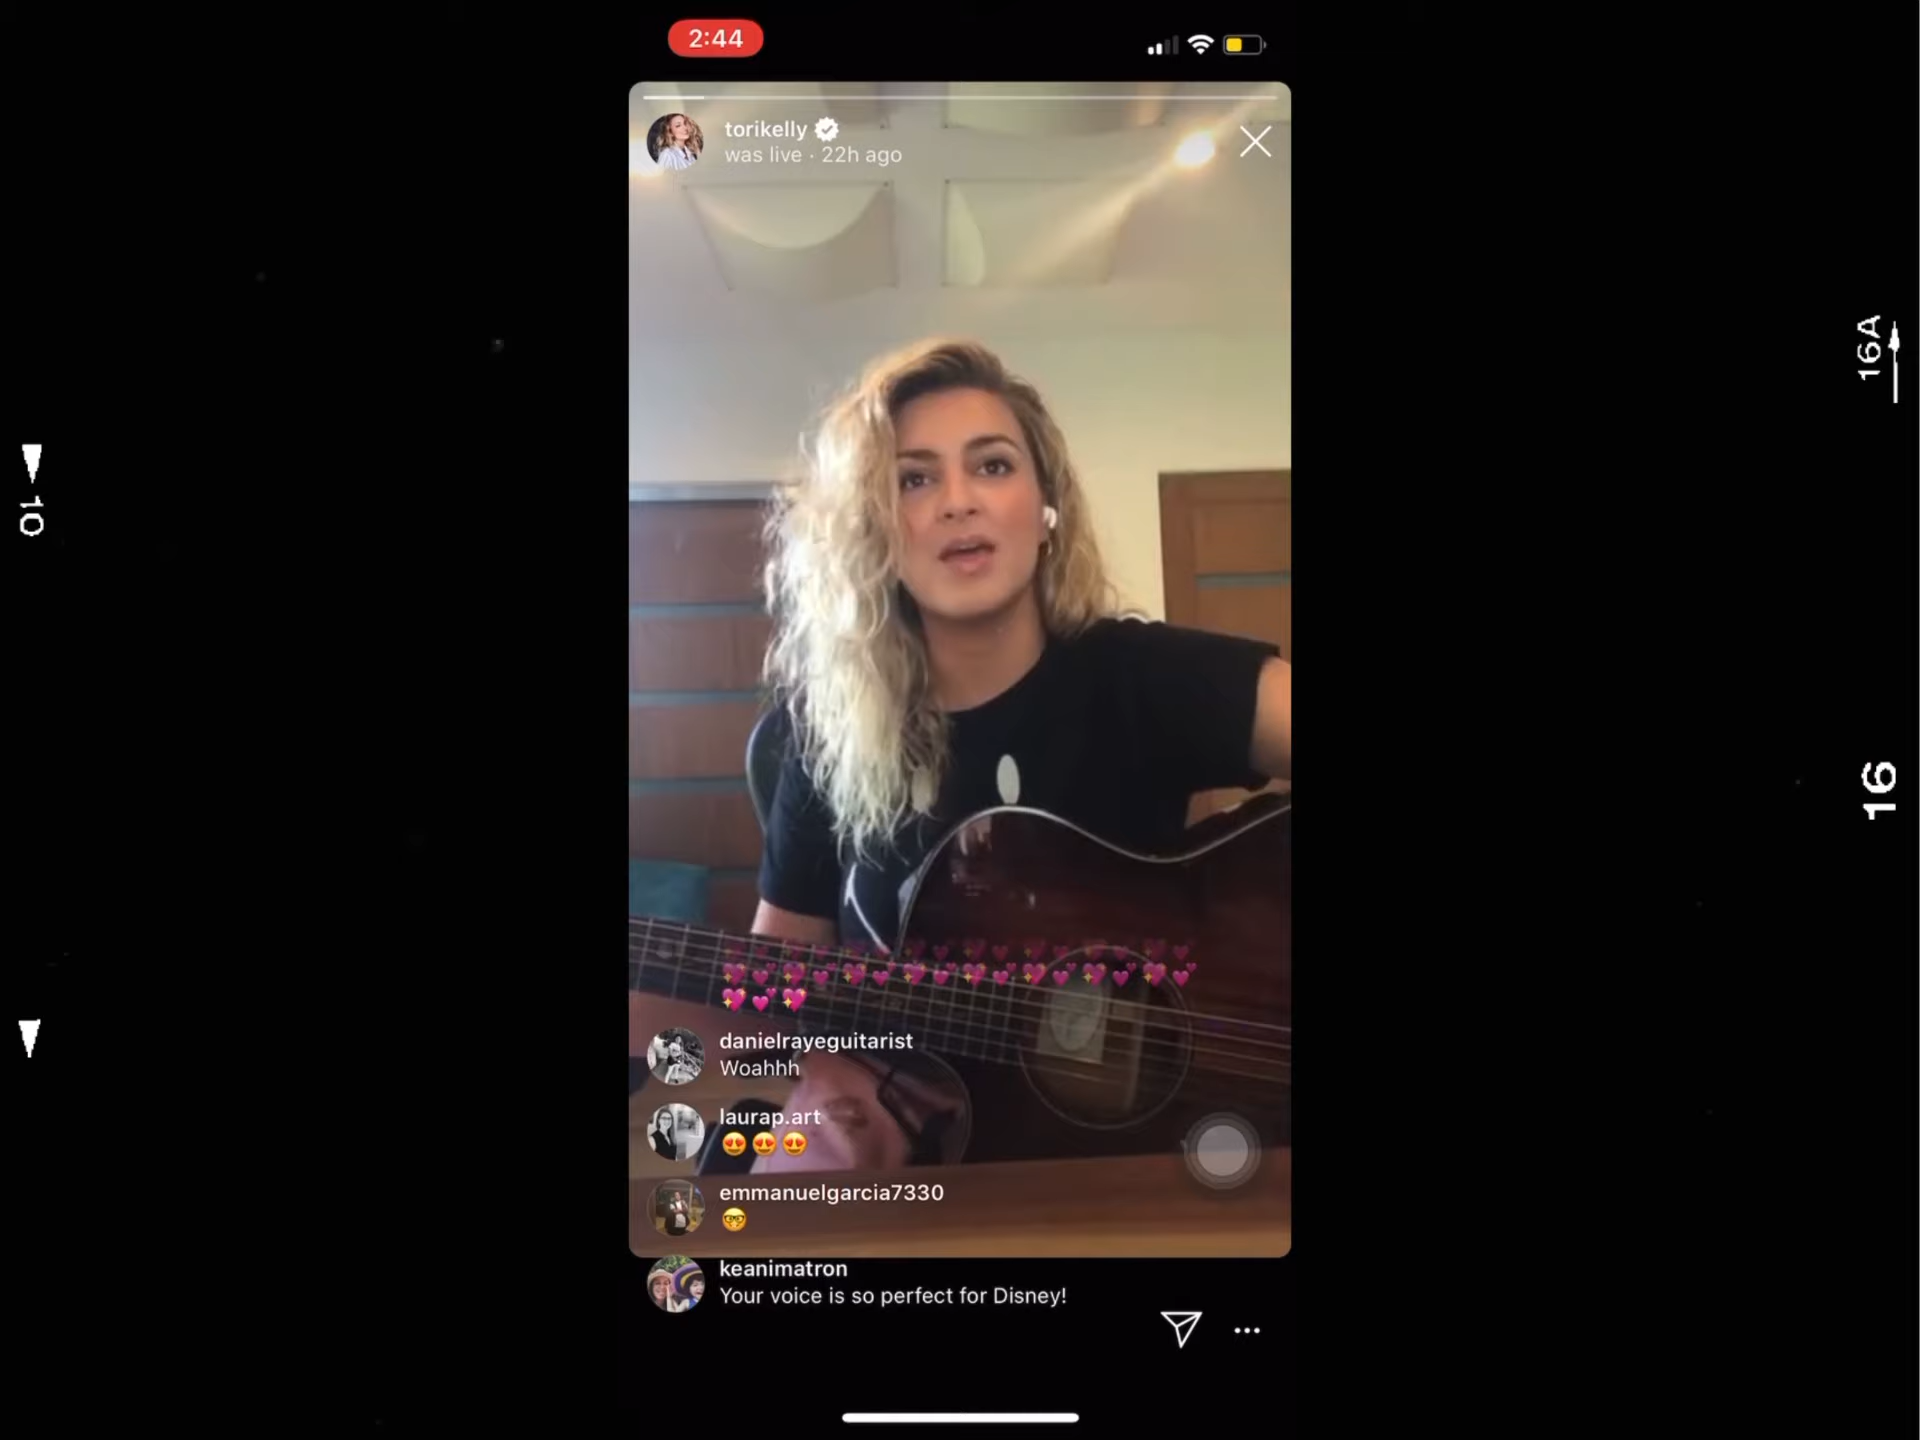 2:44
torikelly
was live · 22h ago
16A
10
16
💖💕💖💕💖💕💖💕💖💕💖💕💖💕💖💕
💖💕💖💕💖💕💖💕💖💕💖💕💖💕💖💕
💖💕💖
danielrayeguitarist
Woahhh
laurap.art
😍😍😍
emmanuelgarcia7330
🤓
keanimatron
Your voice is so perfect for Disney!